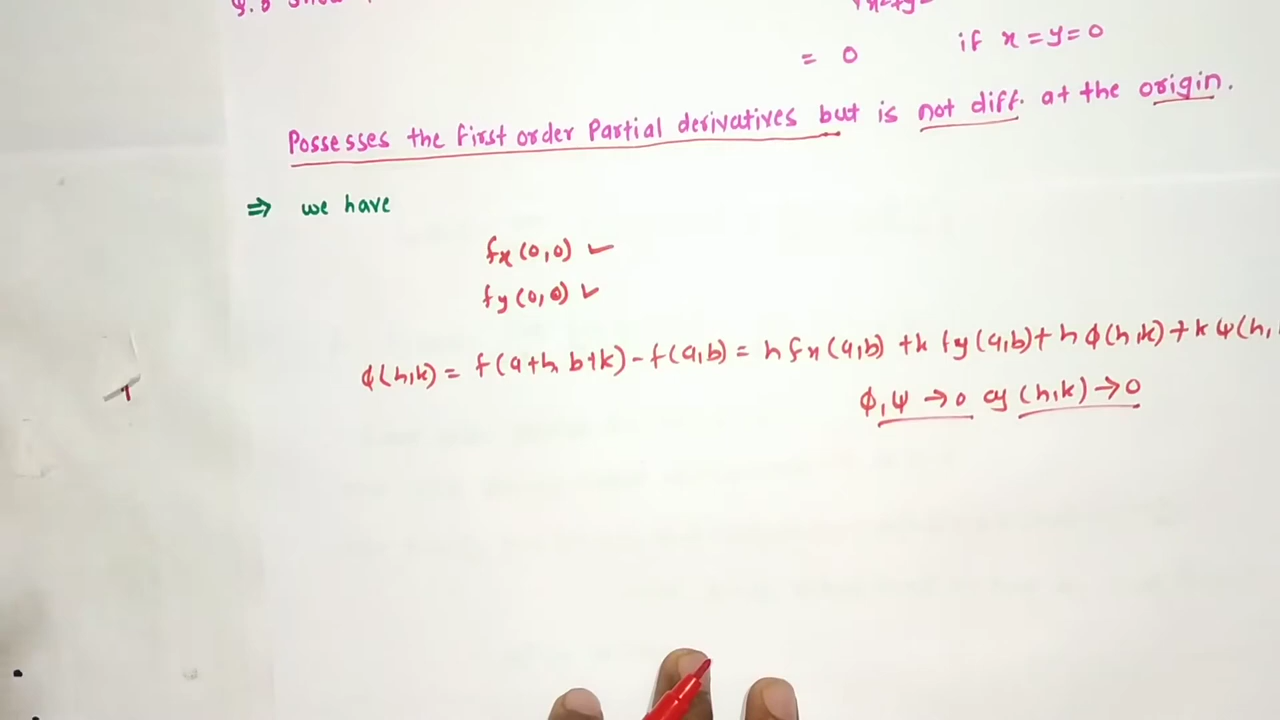 = 0 if x = y = 0
Possesses the first order Partial derivatives but is not diff. at the origin.
⇒ we have
fx (0,0) ✓
fy (0,0) ✓
ϕ(h,k) = f(a+h, b+k) - f(a,b) = h fx (a,b) + k fy (a,b) + h ϕ(h,k) + k ψ(h,
ϕ,ψ → 0 as (h,k) → 0